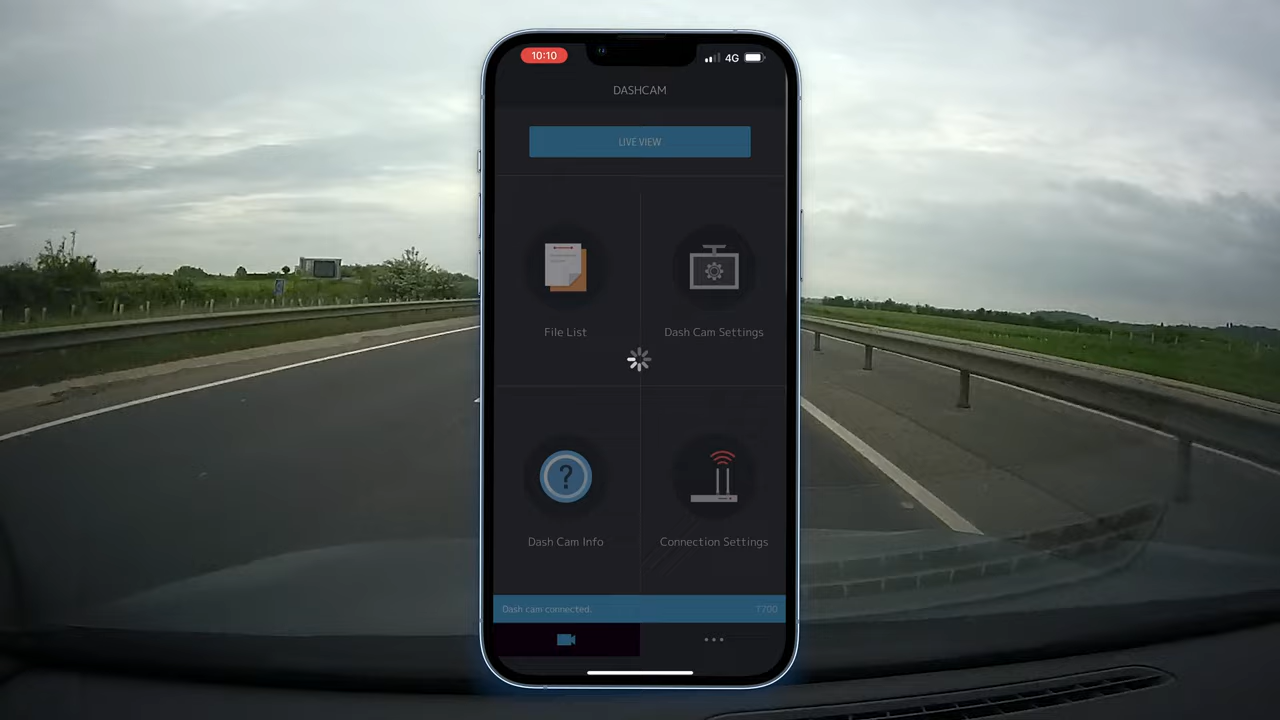 10:10
4G
DASHCAM
LIVE VIEW
File List
Dash Cam Settings
?
Dash Cam Info
Connection Settings
Dash cam connected.
T700